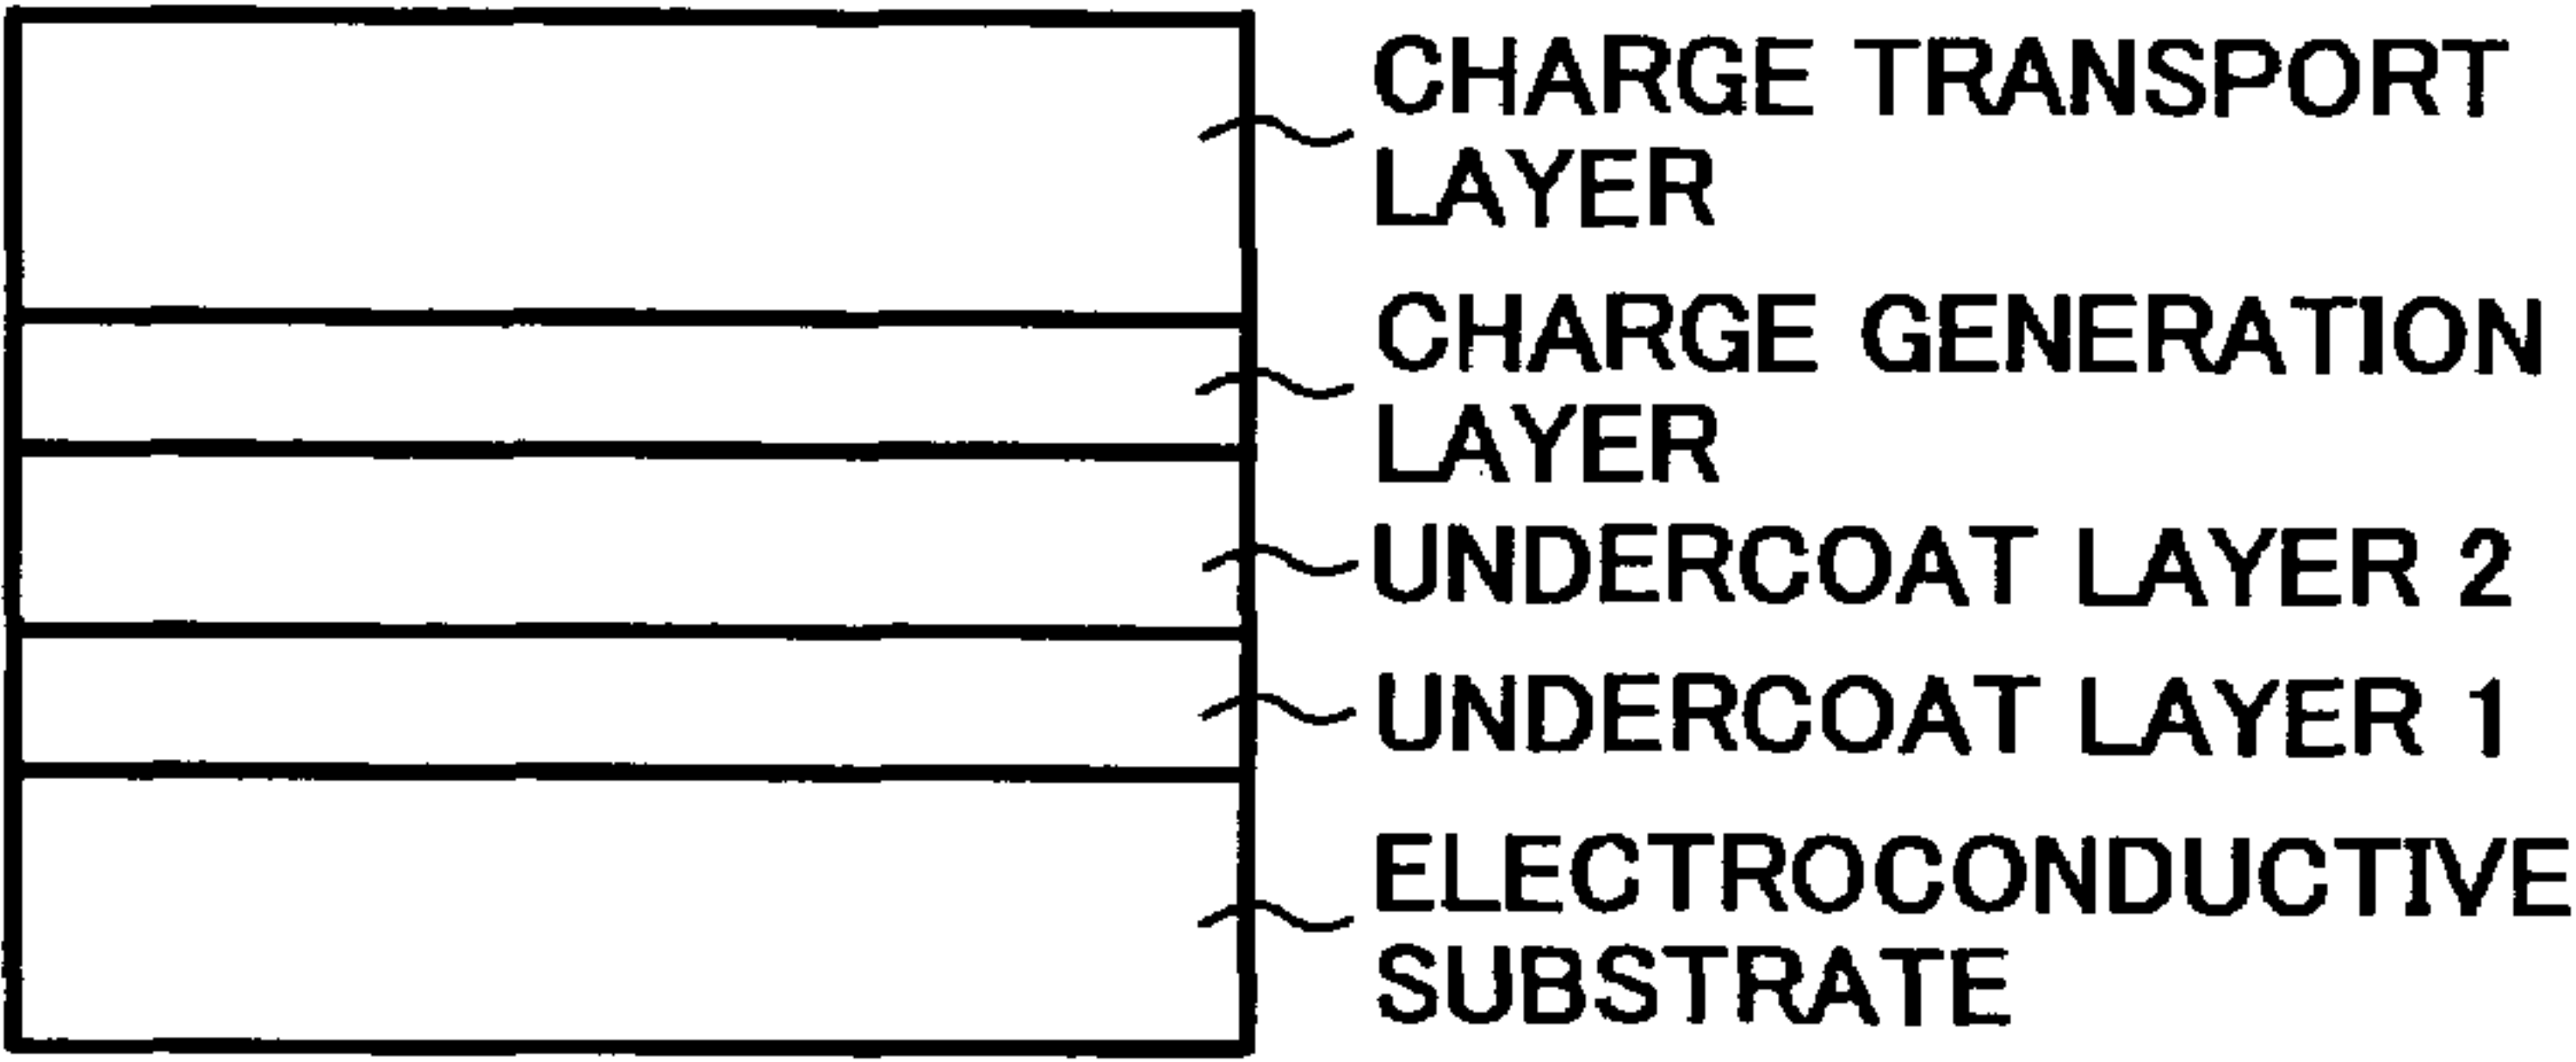 CHARGE TRANSPORT
LAYER
CHARGE GENERATION
LAYER
UNDERCOAT LAYER 2
UNDERCOAT LAYER 1
ELECTROCONDUCTIVE
SUBSTRATE